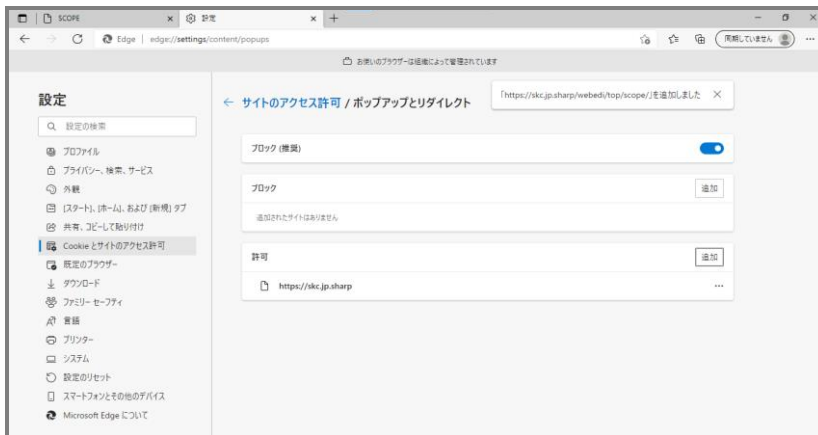 SCOPE
設定
Edge | edge://settings/content/popups
同期していません
お使いのブラウザーは組織によって管理されています
設定
設定の検索
プロファイル
プライバシー、検索、サービス
外観
[スタート]、[ホーム]、および [新規] タブ
共有、コピーして貼り付け
Cookie とサイトのアクセス許可
既定のブラウザー
ダウンロード
ファミリー セーフティ
言語
プリンター
システム
設定のリセット
スマートフォンとその他のデバイス
Microsoft Edge について
サイトのアクセス許可 / ポップアップとリダイレクト
「https://skc.jp.sharp/webedi/top/scope/」を追加しました
ブロック (推奨)
ブロック
追加
追加されたサイトはありません
許可
追加
https://skc.jp.sharp